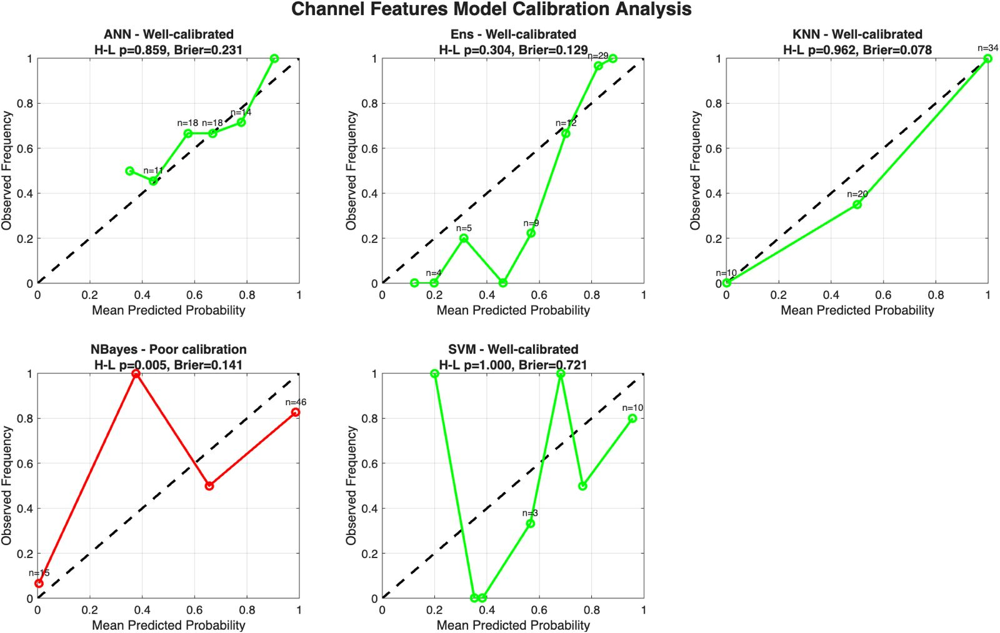 Channel Features Model Calibration Analysis
ANN - Well-calibrated
H-L p=0.859, Brier=0.231
1
0.8
0.6
0.4
0.2
0
Observed Frequency
n=11
n=18
n=18
n=14
0
0.2
0.4
0.6
0.8
1
Mean Predicted Probability
Ens - Well-calibrated
H-L p=0.304, Brier=0.129
1
0.8
0.6
0.4
0.2
0
Observed Frequency
n=4
n=5
n=9
n=12
n=29
0
0.2
0.4
0.6
0.8
1
Mean Predicted Probability
KNN - Well-calibrated
H-L p=0.962, Brier=0.078
1
0.8
0.6
0.4
0.2
0
Observed Frequency
n=10
n=20
n=34
0
0.2
0.4
0.6
0.8
1
Mean Predicted Probability
NBayes - Poor calibration
H-L p=0.005, Brier=0.141
1
0.8
0.6
0.4
0.2
0
Observed Frequency
n=15
n=46
0
0.2
0.4
0.6
0.8
1
Mean Predicted Probability
SVM - Well-calibrated
H-L p=1.000, Brier=0.721
1
0.8
0.6
0.4
0.2
0
Observed Frequency
n=3
n=10
0
0.2
0.4
0.6
0.8
1
Mean Predicted Probability